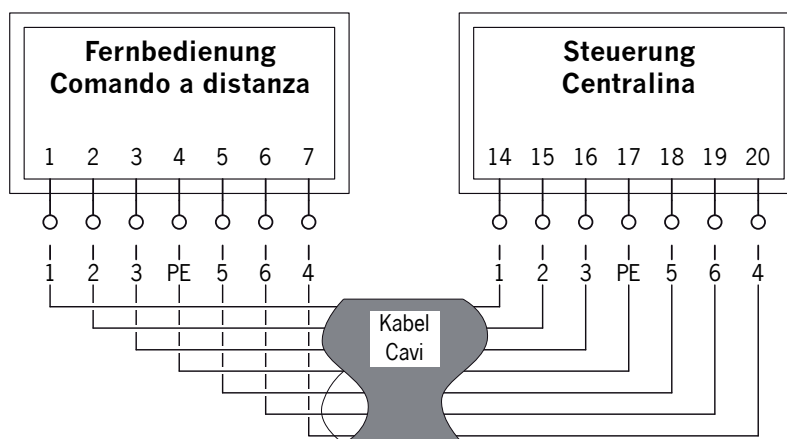 Fernbedienung
Comando a distanza
1 2 3 4 5 6 7
1 2 3 PE 5 6 4
Steuerung
Centralina
14 15 16 17 18 19 20
1 2 3 PE 5 6 4
Kabel
Cavi